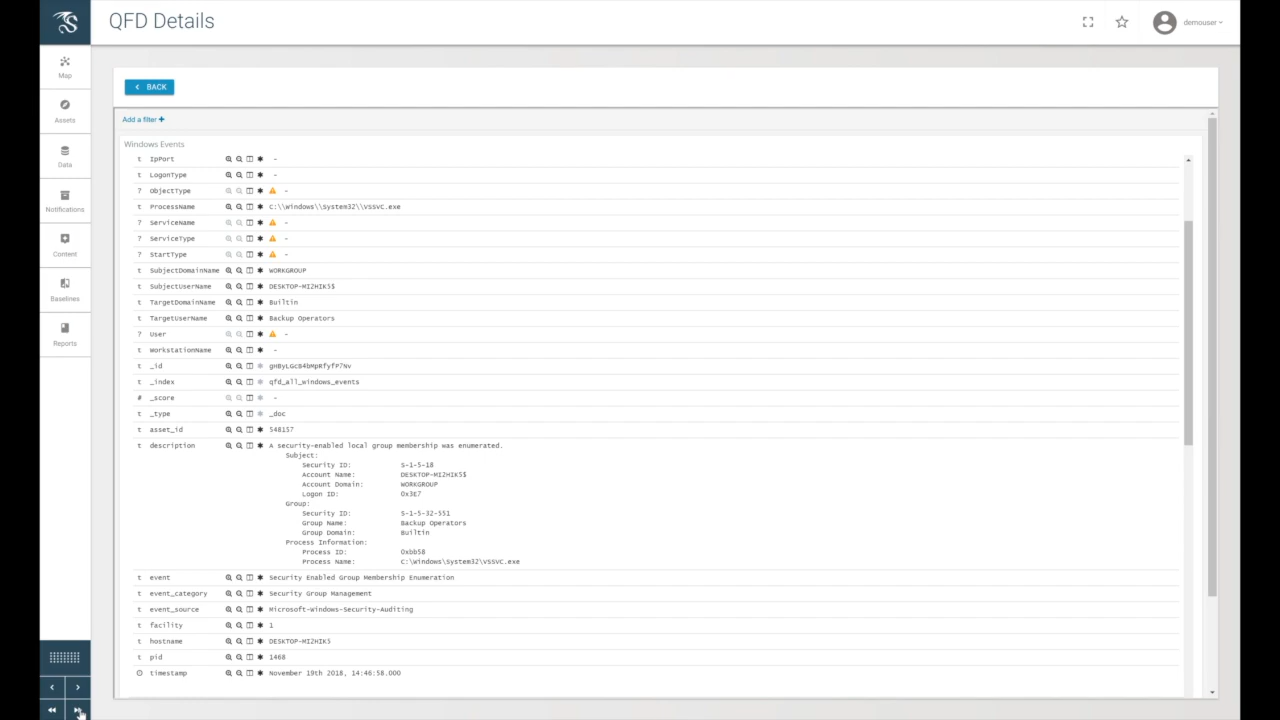 QFD Details
demouser
Map
Assets
Data
Notifications
Content
Baselines
Reports
BACK
Add a filter +
Windows Events
t IpPort -
t LogonType -
? ObjectType -
t ProcessName C:\\Windows\\System32\\VSSVC.exe
? ServiceName -
? ServiceType -
? StartType -
t SubjectDomainName WORKGROUP
t SubjectUserName DESKTOP-MI2HIK5$
t TargetDomainName Builtin
t TargetUserName Backup Operators
? User -
t WorkstationName -
t _id gHByLGcB4bMpRfyfP7Nv
t _index qfd_all_windows_events
# _score -
t _type _doc
t asset_id 548157
t description A security-enabled local group membership was enumerated.
Subject:
Security ID: S-1-5-18
Account Name: DESKTOP-MI2HIK5$
Account Domain: WORKGROUP
Logon ID: 0x3E7
Group:
Security ID: S-1-5-32-551
Group Name: Backup Operators
Group Domain: Builtin
Process Information:
Process ID: 0xbb58
Process Name: C:\Windows\System32\VSSVC.exe
t event Security Enabled Group Membership Enumeration
t event_category Security Group Management
t event_source Microsoft-Windows-Security-Auditing
t facility 1
t hostname DESKTOP-MI2HIK5
t pid 1468
timestamp November 19th 2018, 14:46:58.000